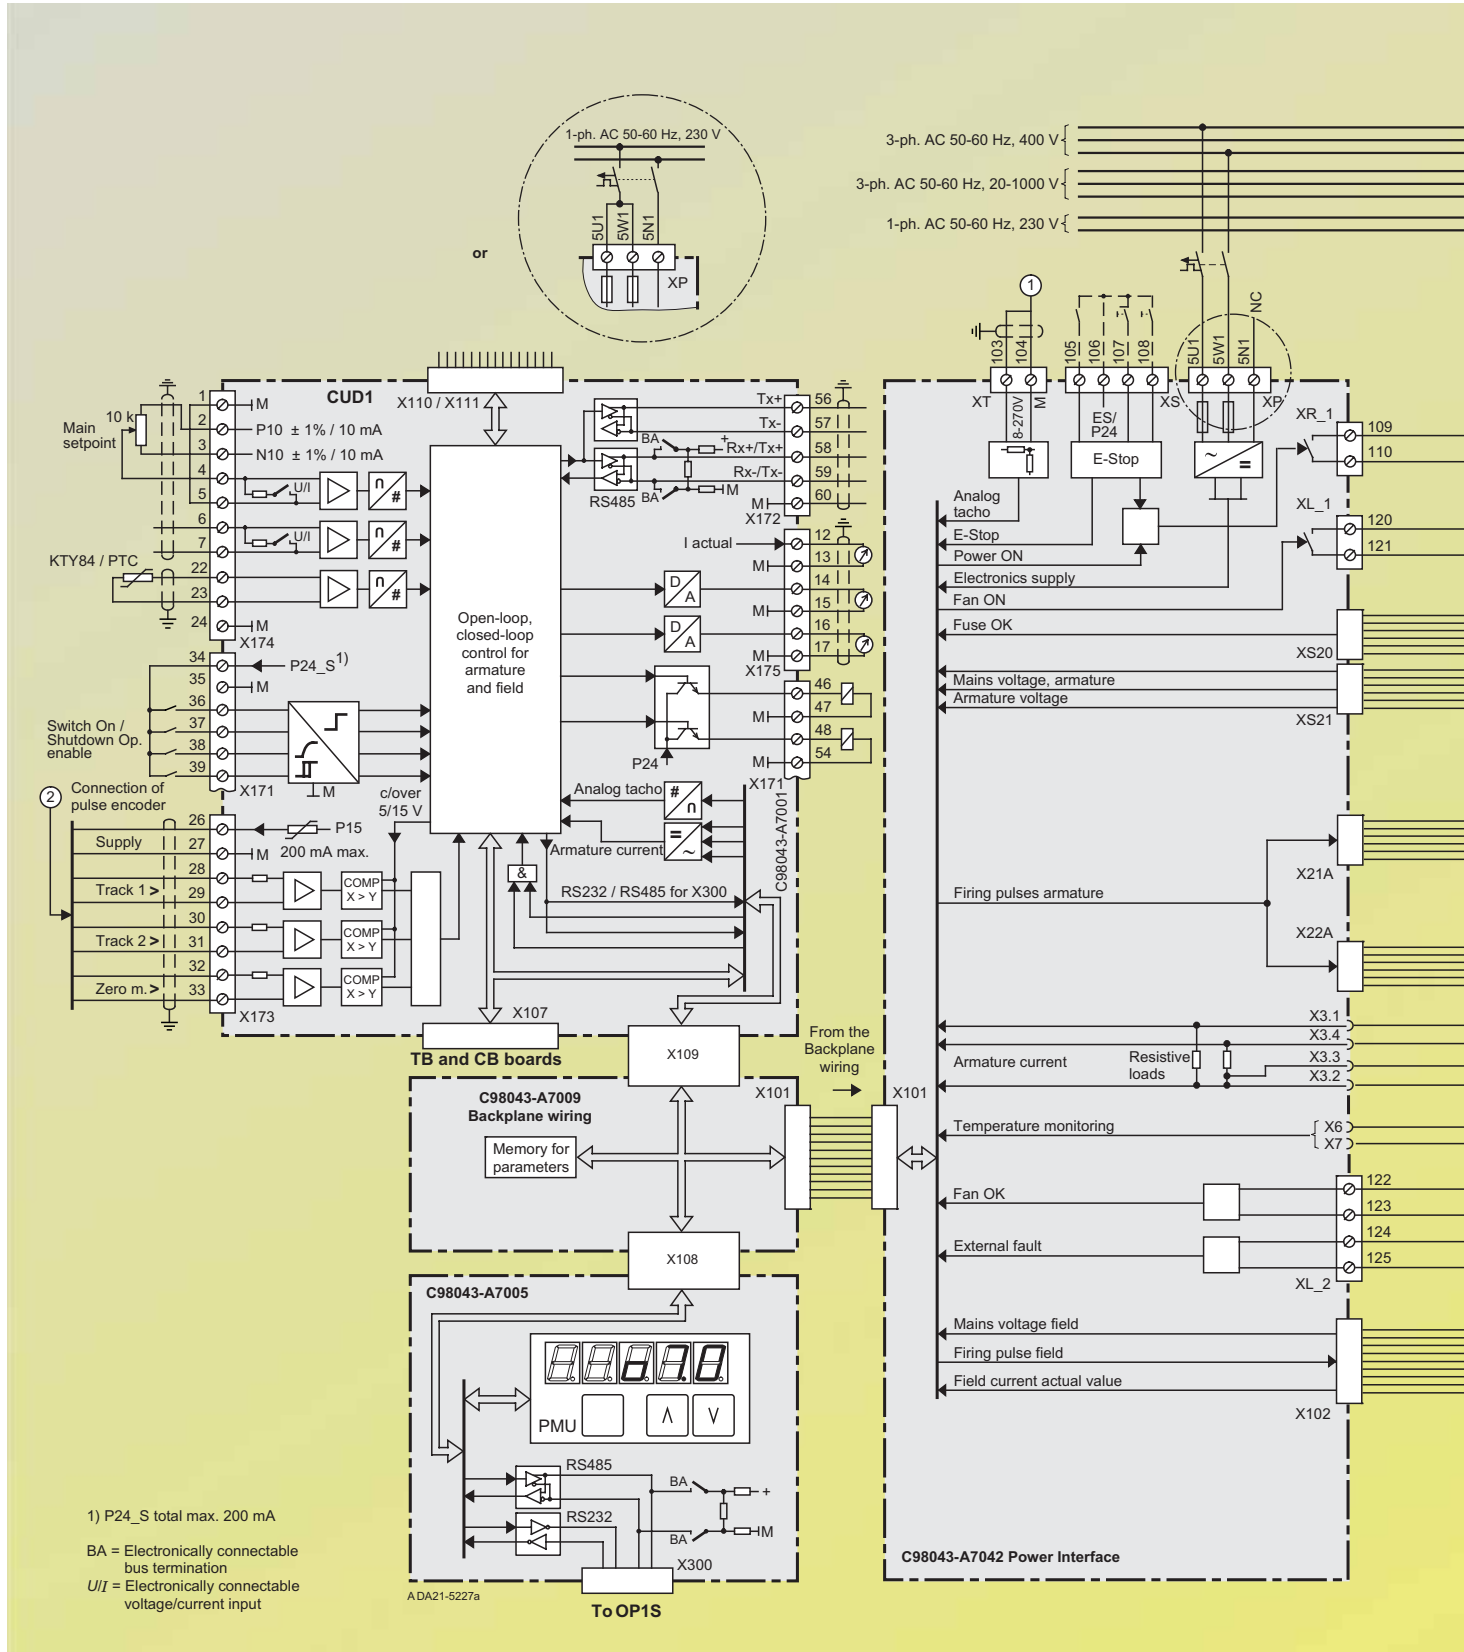 1-ph. AC 50-60 Hz, 230 V
5U1
5W1
5N1
XP
or
3-ph. AC 50-60 Hz, 400 V
3-ph. AC 50-60 Hz, 20-1000 V
1-ph. AC 50-60 Hz, 230 V
1
NC
103
104
105
106
107
108
5U1
5W1
5N1
XT
XS
XP
8-270V
M
ES/
P24
E-Stop
~
=
XR_1
109
110
XL_1
120
121
CUD1
X110 / X111
1
M
10 k
2
P10 ± 1% / 10 mA
Main
setpoint
3
N10 ± 1% / 10 mA
4
U/I
n
#
5
6
U/I
n
#
7
KTY84 / PTC
22
n
#
23
24
M
X174
Open-loop,
closed-loop
control for
armature
and field
Tx+
56
Tx-
57
BA
+
Rx+/Tx+
58
Rx-/Tx-
59
RS485
BA
M
M
60
X172
I actual
12
M
13
D
A
14
M
15
D
A
16
M
17
X175
46
M
47
48
P24
M
54
X171
34
P24_S1)
35
M
36
Switch On /
Shutdown Op.
enable
37
38
39
X171
M
2
Connection of
pulse encoder
c/over
5/15 V
Analog tacho
#
n
Armature current
=
~
&
C98043-A7001
RS232 / RS485 for X300
26
P15
Supply
27
M
200 mA max.
28
COMP
X > Y
Track 1 >
29
30
COMP
X > Y
Track 2 >
31
32
COMP
X > Y
Zero m. >
33
X173
X107
TB and CB boards
X109
From the
Backplane
wiring
X101
X101
C98043-A7009
Backplane wiring
Memory for
parameters
X108
C98043-A7005
PMU
Λ
V
RS485
BA
+
RS232
BA
M
X300
A DA21-5227a
To OP1S
Analog
tacho
E-Stop
Power ON
Electronics supply
Fan ON
Fuse OK
XS20
Mains voltage, armature
Armature voltage
XS21
X21A
Firing pulses armature
X22A
X3.1
X3.4
Armature current
Resistive
loads
X3.3
X3.2
Temperature monitoring
X6
X7
Fan OK
122
123
External fault
124
125
XL_2
Mains voltage field
Firing pulse field
Field current actual value
X102
C98043-A7042 Power Interface
1) P24_S total max. 200 mA
BA = Electronically connectable
bus termination
U/I = Electronically connectable
voltage/current input